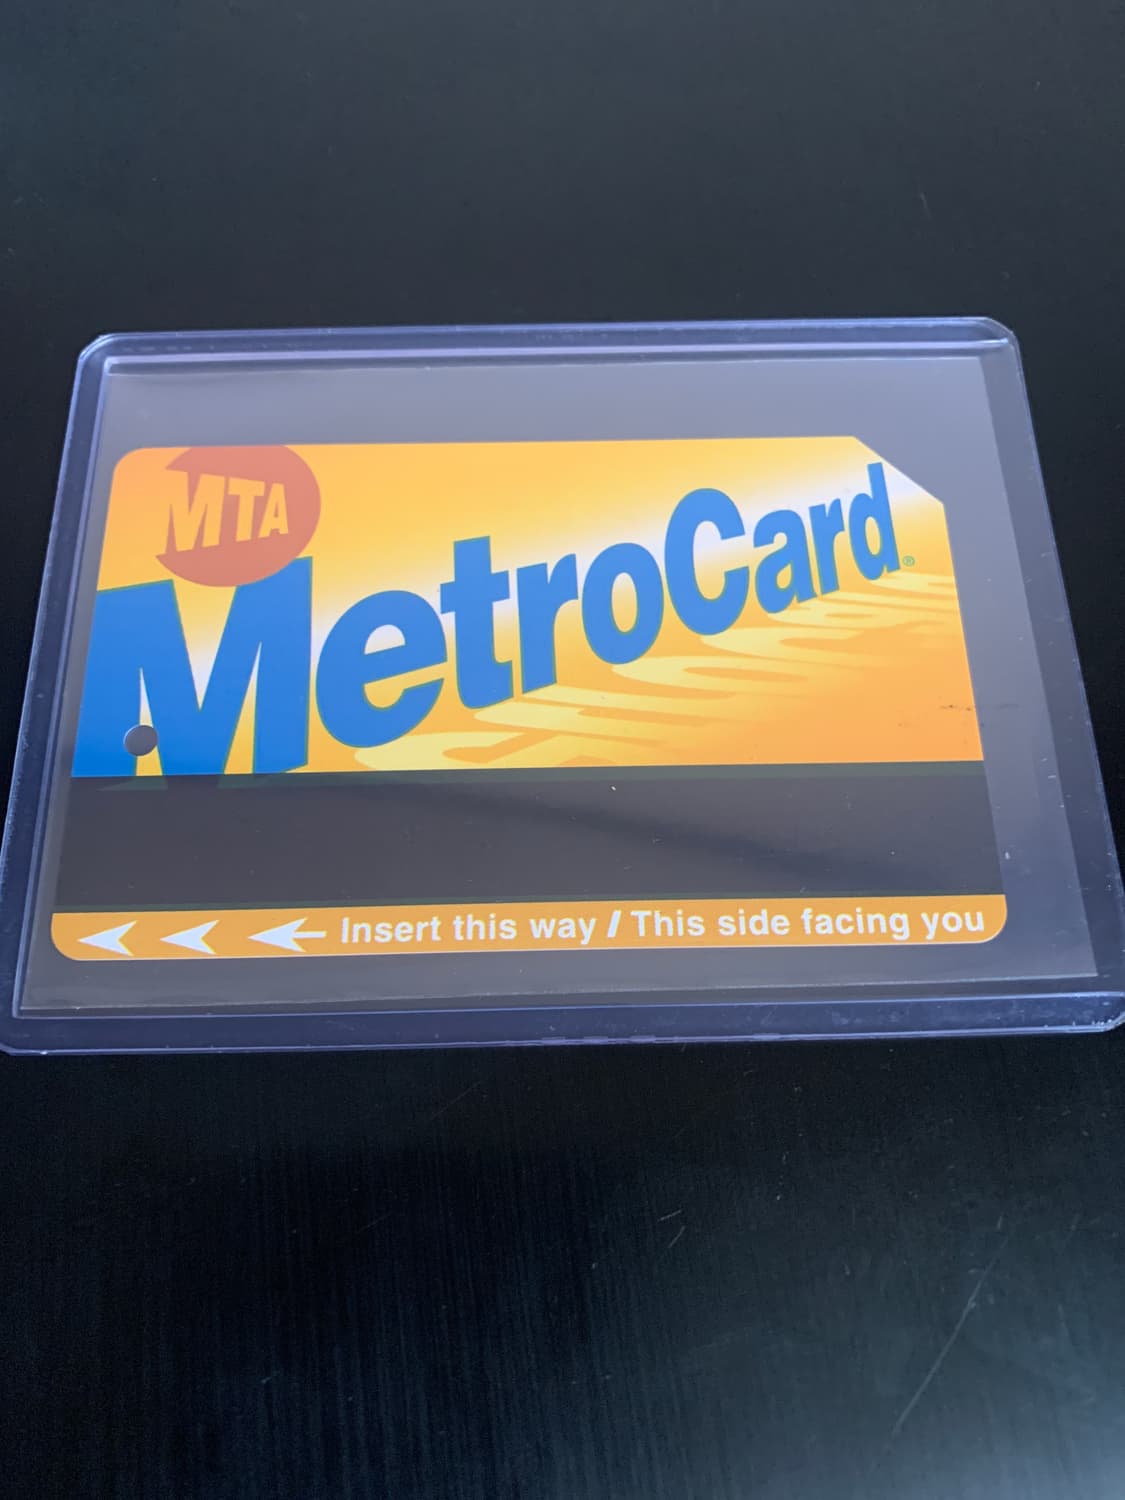 MTA
MetroCard®
Insert this way / This side facing you